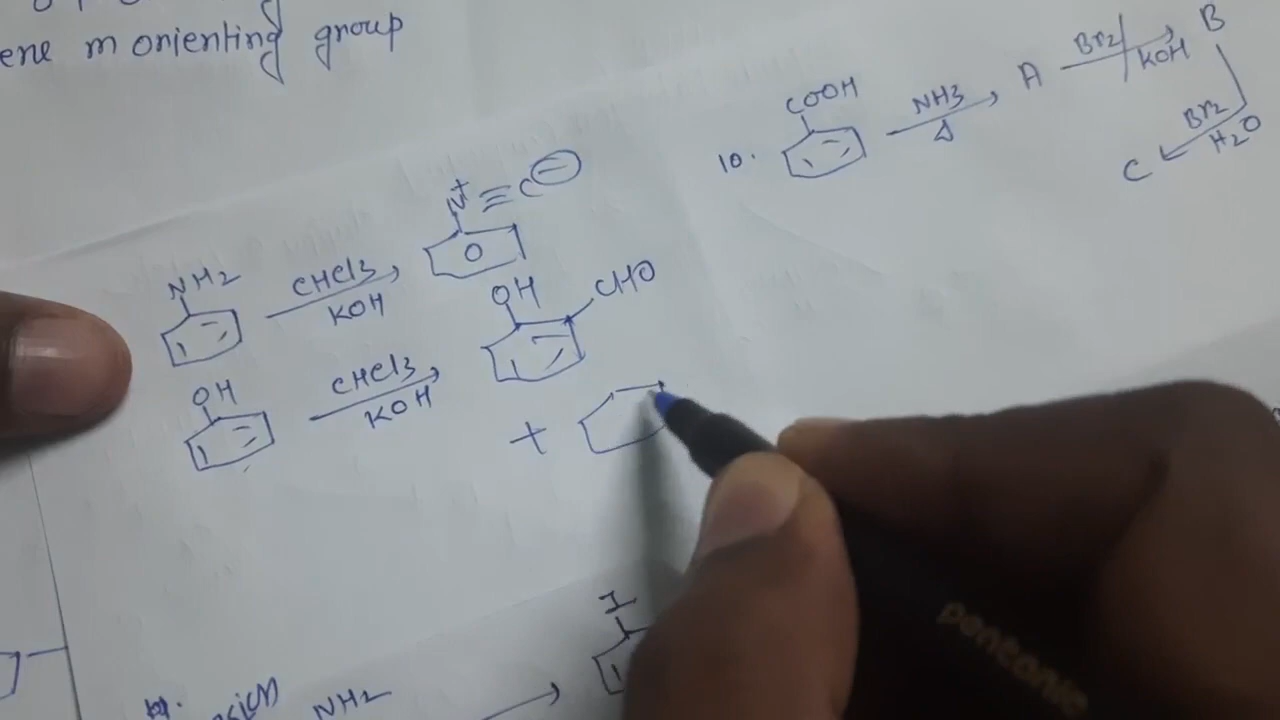 ene m orienting group
10. COOH NH3 Δ A Br2/ KOH B
Br2 H2O C
NH2 CHCl3 KOH N+ ≡ C −
OH CHCl3 KOH OH CHO
+
I
NH2
pentonic